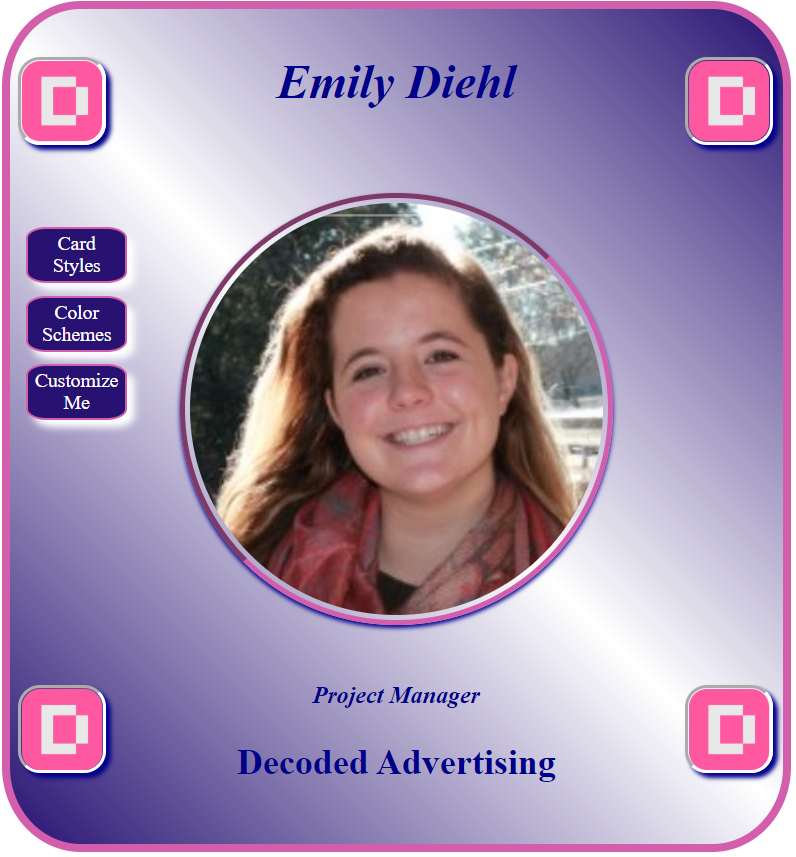 Emily Diehl
Card
Styles
Color
Schemes
Customize
Me
Project Manager
Decoded Advertising